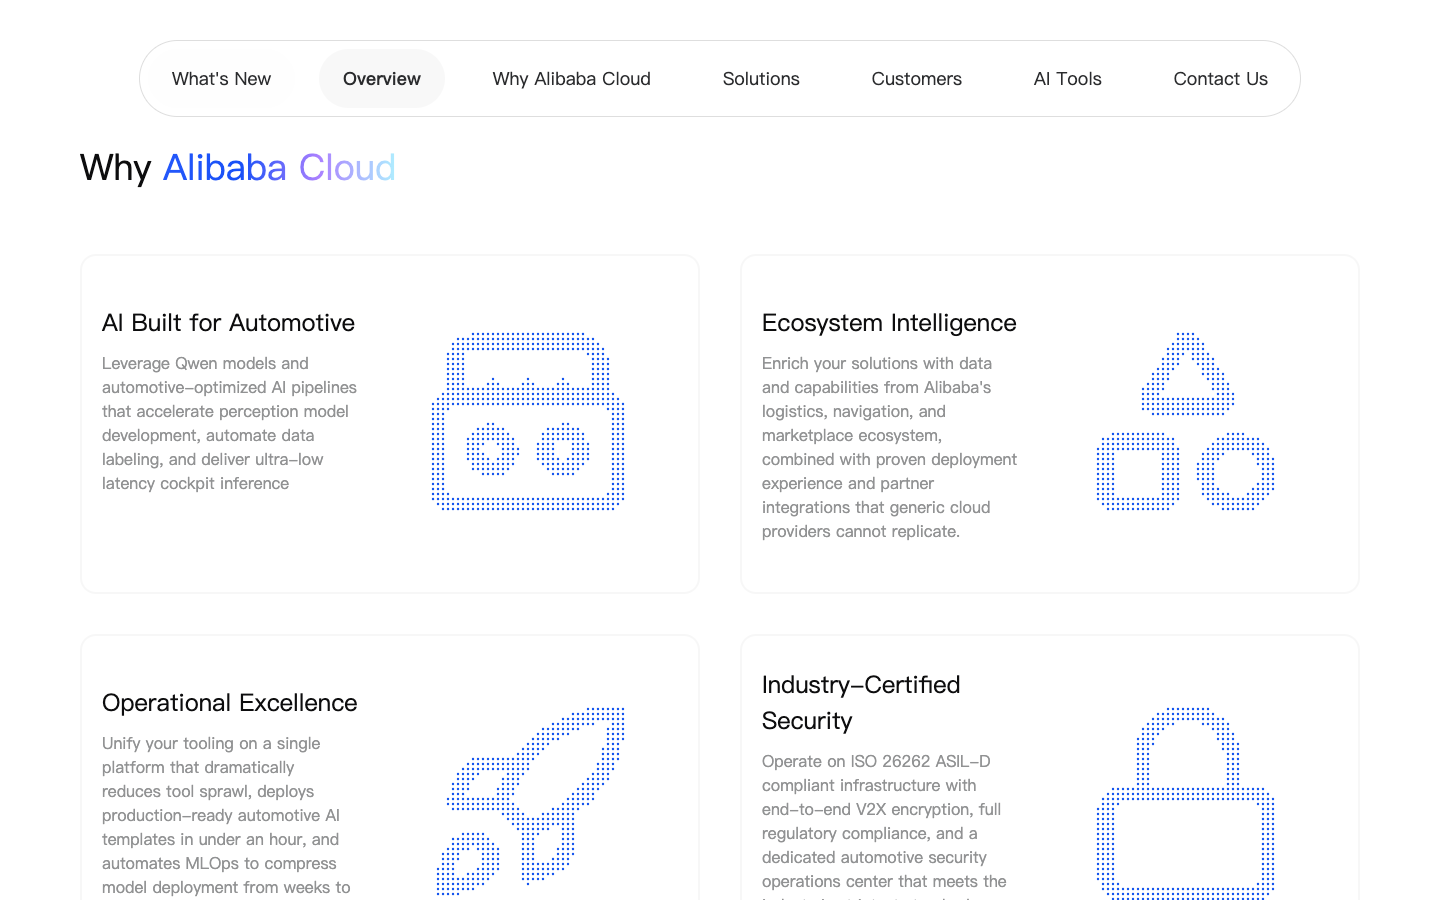 What's New
Overview
Why Alibaba Cloud
Solutions
Customers
AI Tools
Contact Us
Why Alibaba Cloud
AI Built for Automotive
Leverage Qwen models and
automotive-optimized AI pipelines
that accelerate perception model
development, automate data
labeling, and deliver ultra-low
latency cockpit inference
Ecosystem Intelligence
Enrich your solutions with data
and capabilities from Alibaba's
logistics, navigation, and
marketplace ecosystem,
combined with proven deployment
experience and partner
integrations that generic cloud
providers cannot replicate.
Operational Excellence
Unify your tooling on a single
platform that dramatically
reduces tool sprawl, deploys
production-ready automotive AI
templates in under an hour, and
automates MLOps to compress
model deployment from weeks to
Industry-Certified
Security
Operate on ISO 26262 ASIL-D
compliant infrastructure with
end-to-end V2X encryption, full
regulatory compliance, and a
dedicated automotive security
operations center that meets the